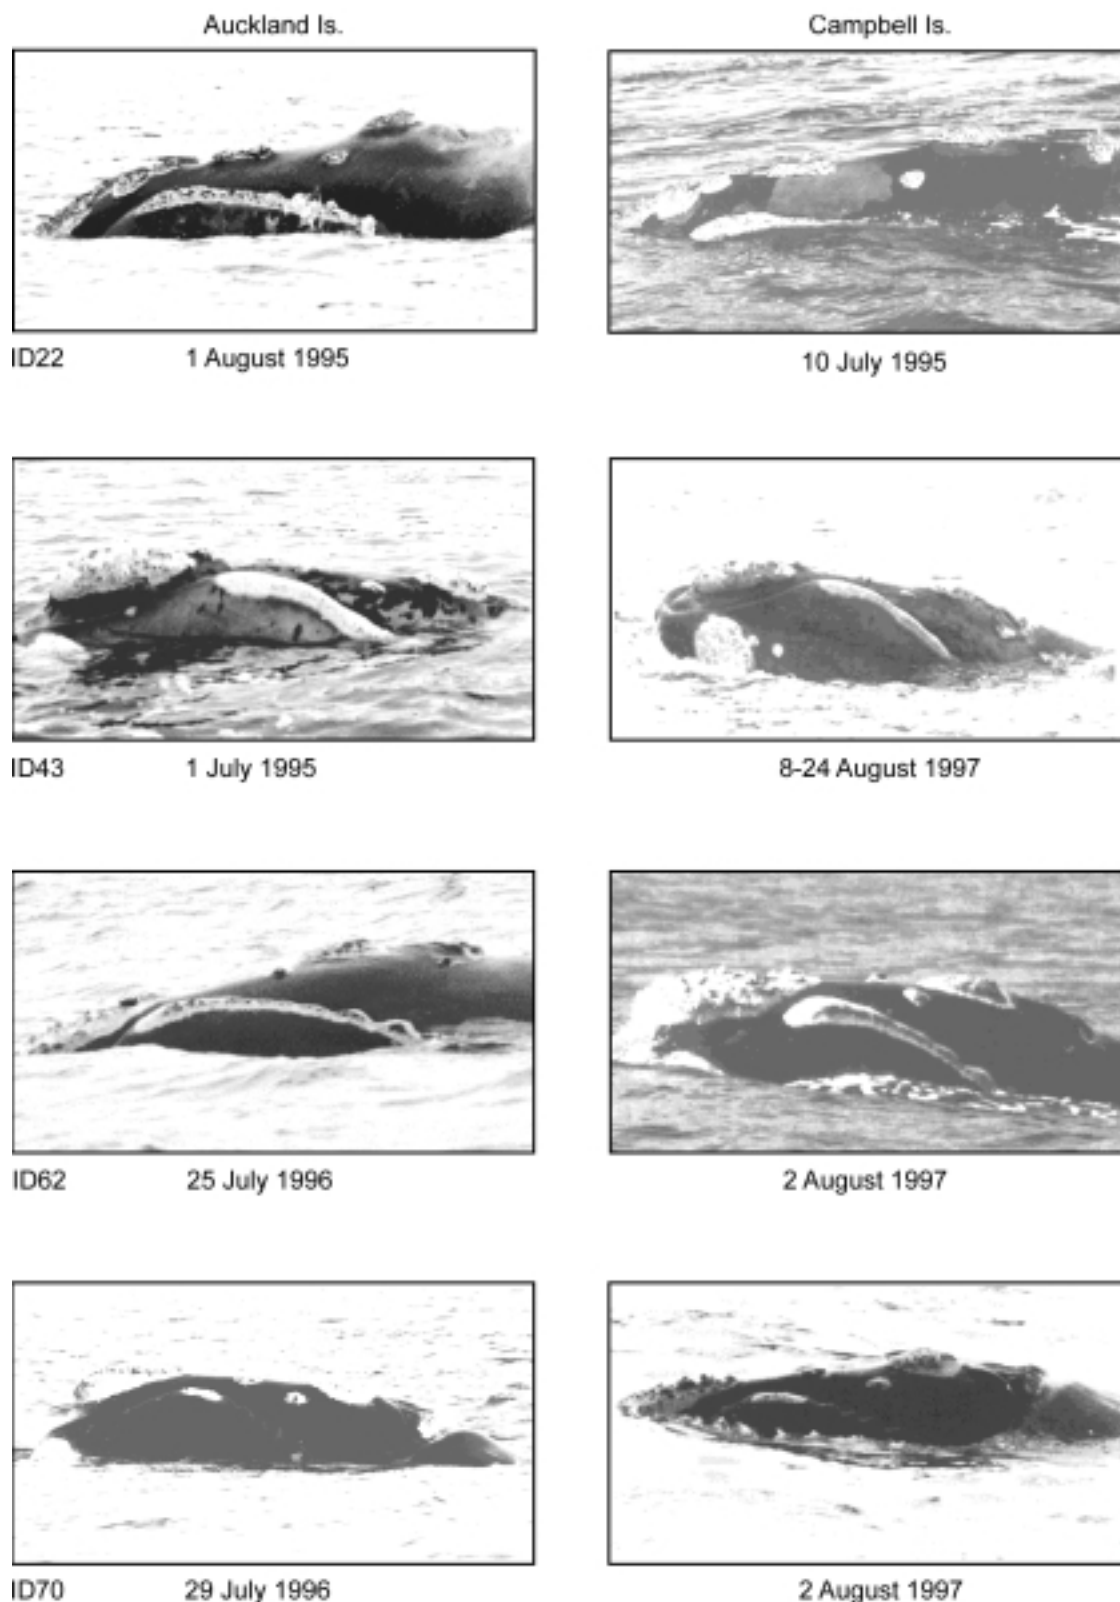 Auckland Is. Campbell Is.
ID22 1 August 1995 10 July 1995
ID43 1 July 1995 8-24 August 1997
ID62 25 July 1996 2 August 1997
ID70 29 July 1996 2 August 1997